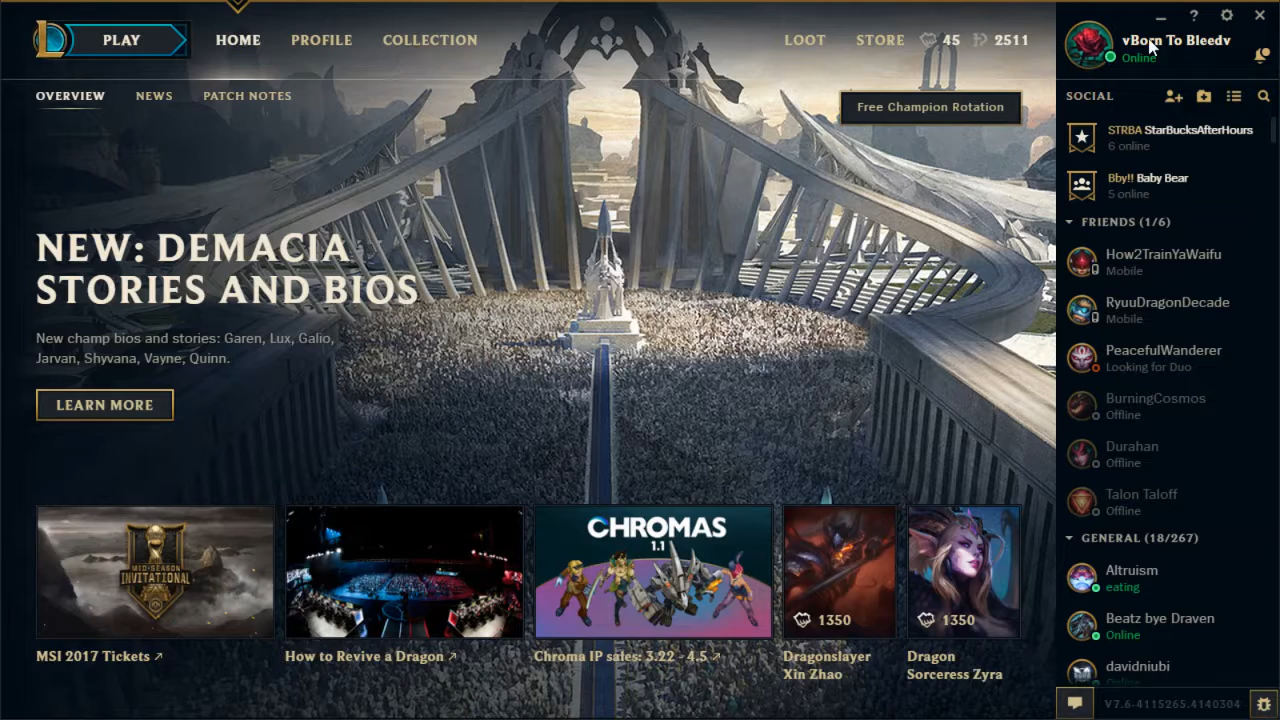 PLAY
HOME
PROFILE
COLLECTION
LOOT
STORE
45
2511
vBorn To Bleedv
Online
OVERVIEW
NEWS
PATCH NOTES
Free Champion Rotation
SOCIAL
STRBA StarBucksAfterHours
6 online
Bby!! Baby Bear
5 online
FRIENDS (1/6)
How2TrainYaWaifu
Mobile
RyuuDragonDecade
Mobile
PeacefulWanderer
Looking for Duo
BurningCosmos
Offline
Durahan
Offline
Talon Taloff
Offline
GENERAL (18/267)
Altruism
eating
Beatz bye Draven
Online
davidniubi
Online
NEW: DEMACIA
STORIES AND BIOS
New champ bios and stories: Garen, Lux, Galio,
Jarvan, Shyvana, Vayne, Quinn.
LEARN MORE
MID-SEASON
INVITATIONAL
CHROMAS
1.1
1350
1350
MSI 2017 Tickets ↗
How to Revive a Dragon ↗
Chroma IP sales: 3.22 - 4.5 ↗
Dragonslayer
Xin Zhao
Dragon
Sorceress Zyra
V7.6-4115265.4140304